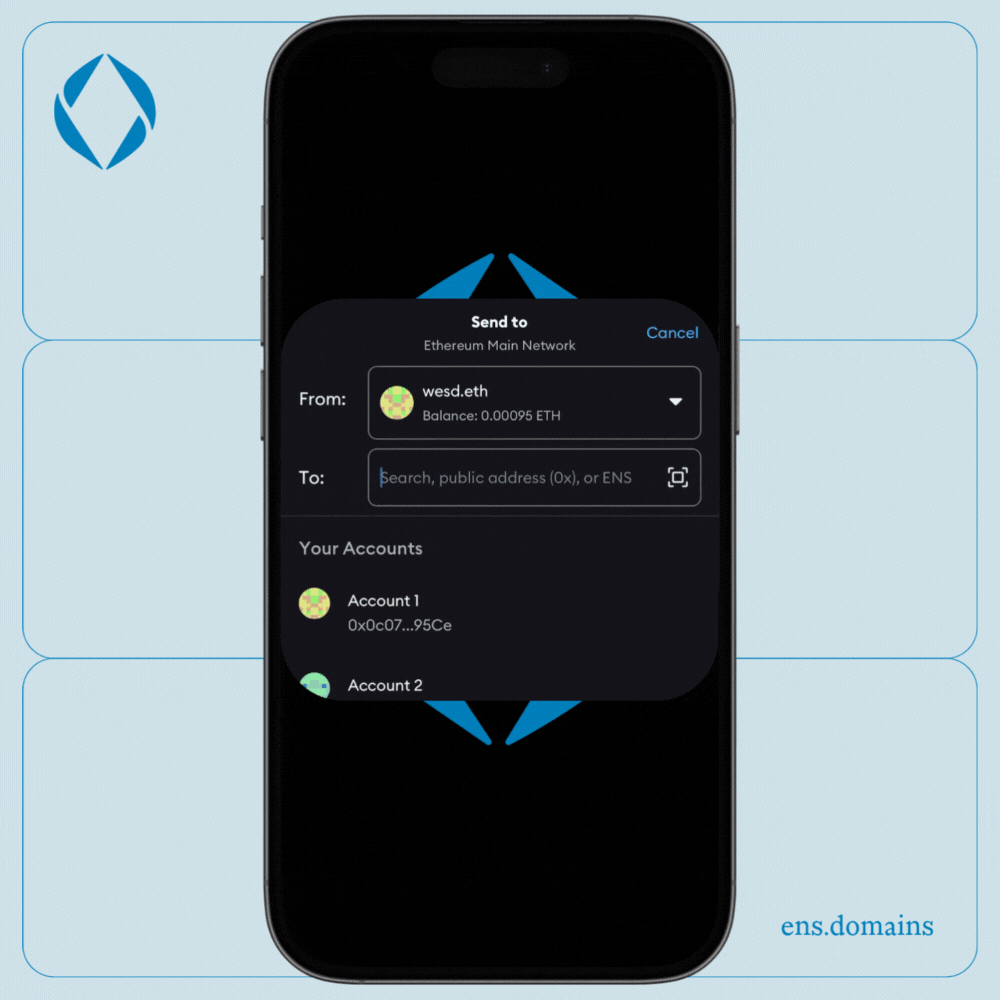 Send to
Cancel
Ethereum Main Network
From:
wesd.eth
Balance: 0.00095 ETH
To:
Search, public address (0x), or ENS
Your Accounts
Account 1
0x0c07...95Ce
Account 2
ens.domains